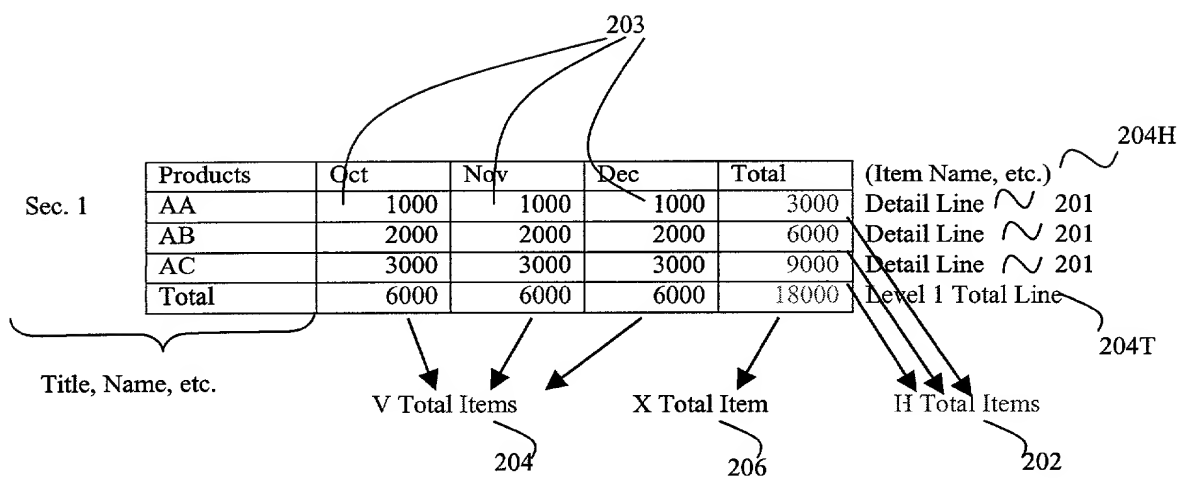 203
204H
Products Oct Nov Dec Total (Item Name, etc.)
Sec. 1 AA 1000 1000 1000 3000 Detail Line 201
AB 2000 2000 2000 6000 Detail Line 201
AC 3000 3000 3000 9000 Detail Line 201
Total 6000 6000 6000 18000 Level 1 Total Line
204T
Title, Name, etc.
V Total Items X Total Item H Total Items
204 206 202